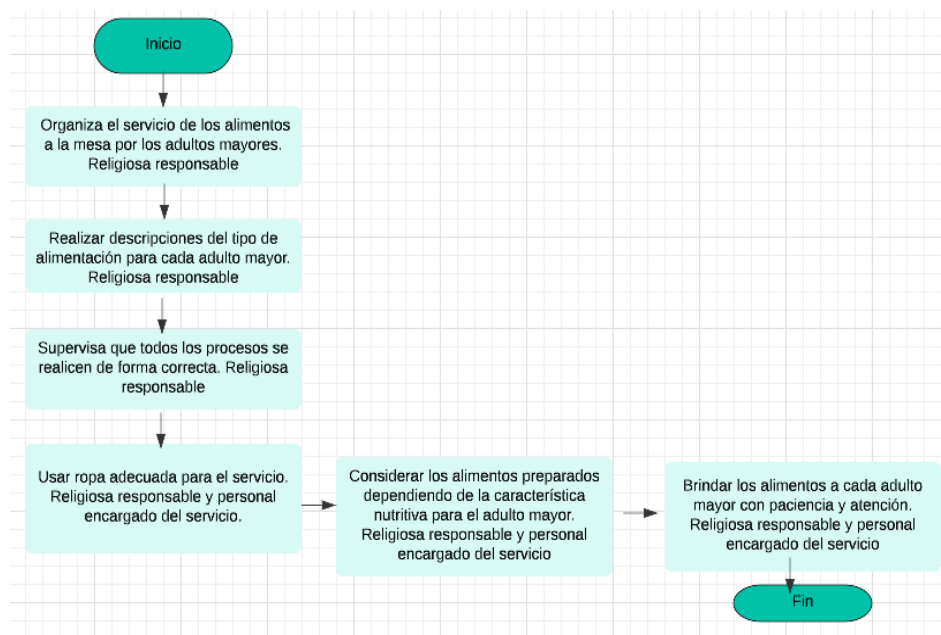 Inicio
Organiza el servicio de los alimentos
a la mesa por los adultos mayores.
Religiosa responsable
Realizar descripciones del tipo de
alimentación para cada adulto mayor.
Religiosa responsable
Supervisa que todos los procesos se
realicen de forma correcta. Religiosa
responsable
Usar ropa adecuada para el servicio.
Religiosa responsable y personal
encargado del servicio.
Considerar los alimentos preparados
dependiendo de la característica
nutritiva para el adulto mayor.
Religiosa responsable y personal
encargado del servicio
Brindar los alimentos a cada adulto
mayor con paciencia y atención.
Religiosa responsable y personal
encargado del servicio
Fin